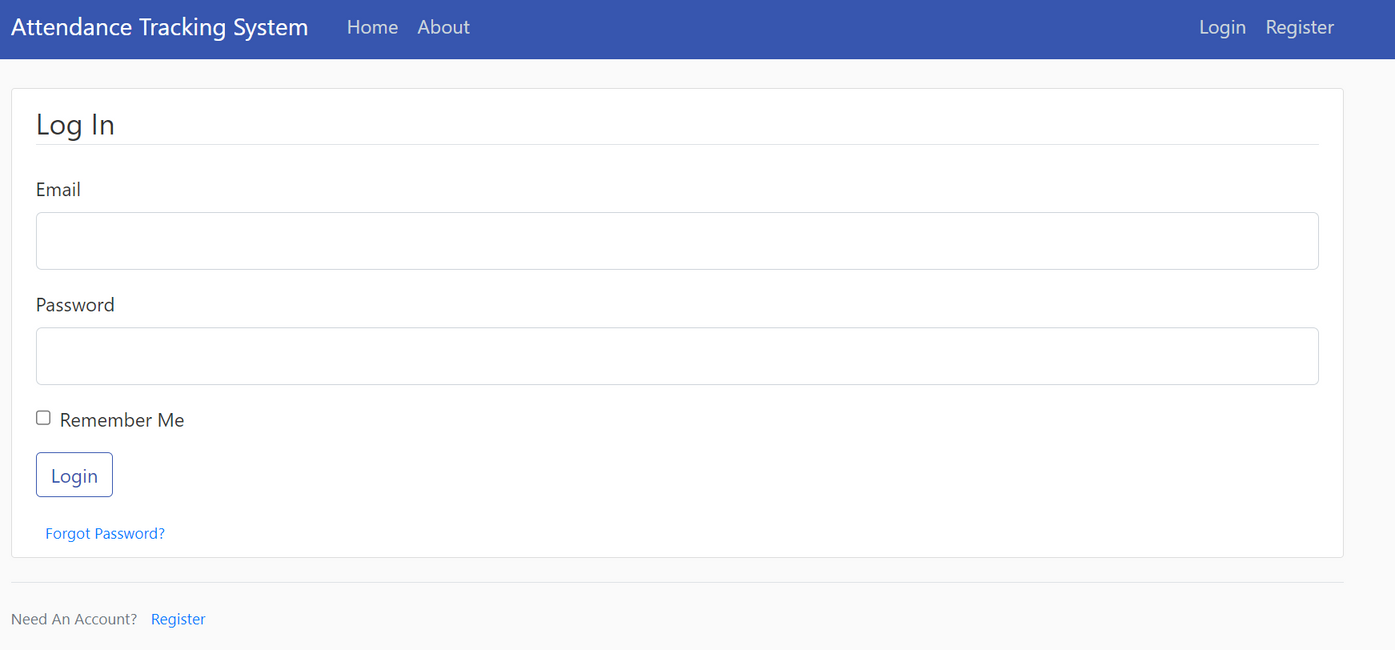 Attendance Tracking System Home About Login Register
Log In
Email
Password
Remember Me
Login
Forgot Password?
Need An Account? Register